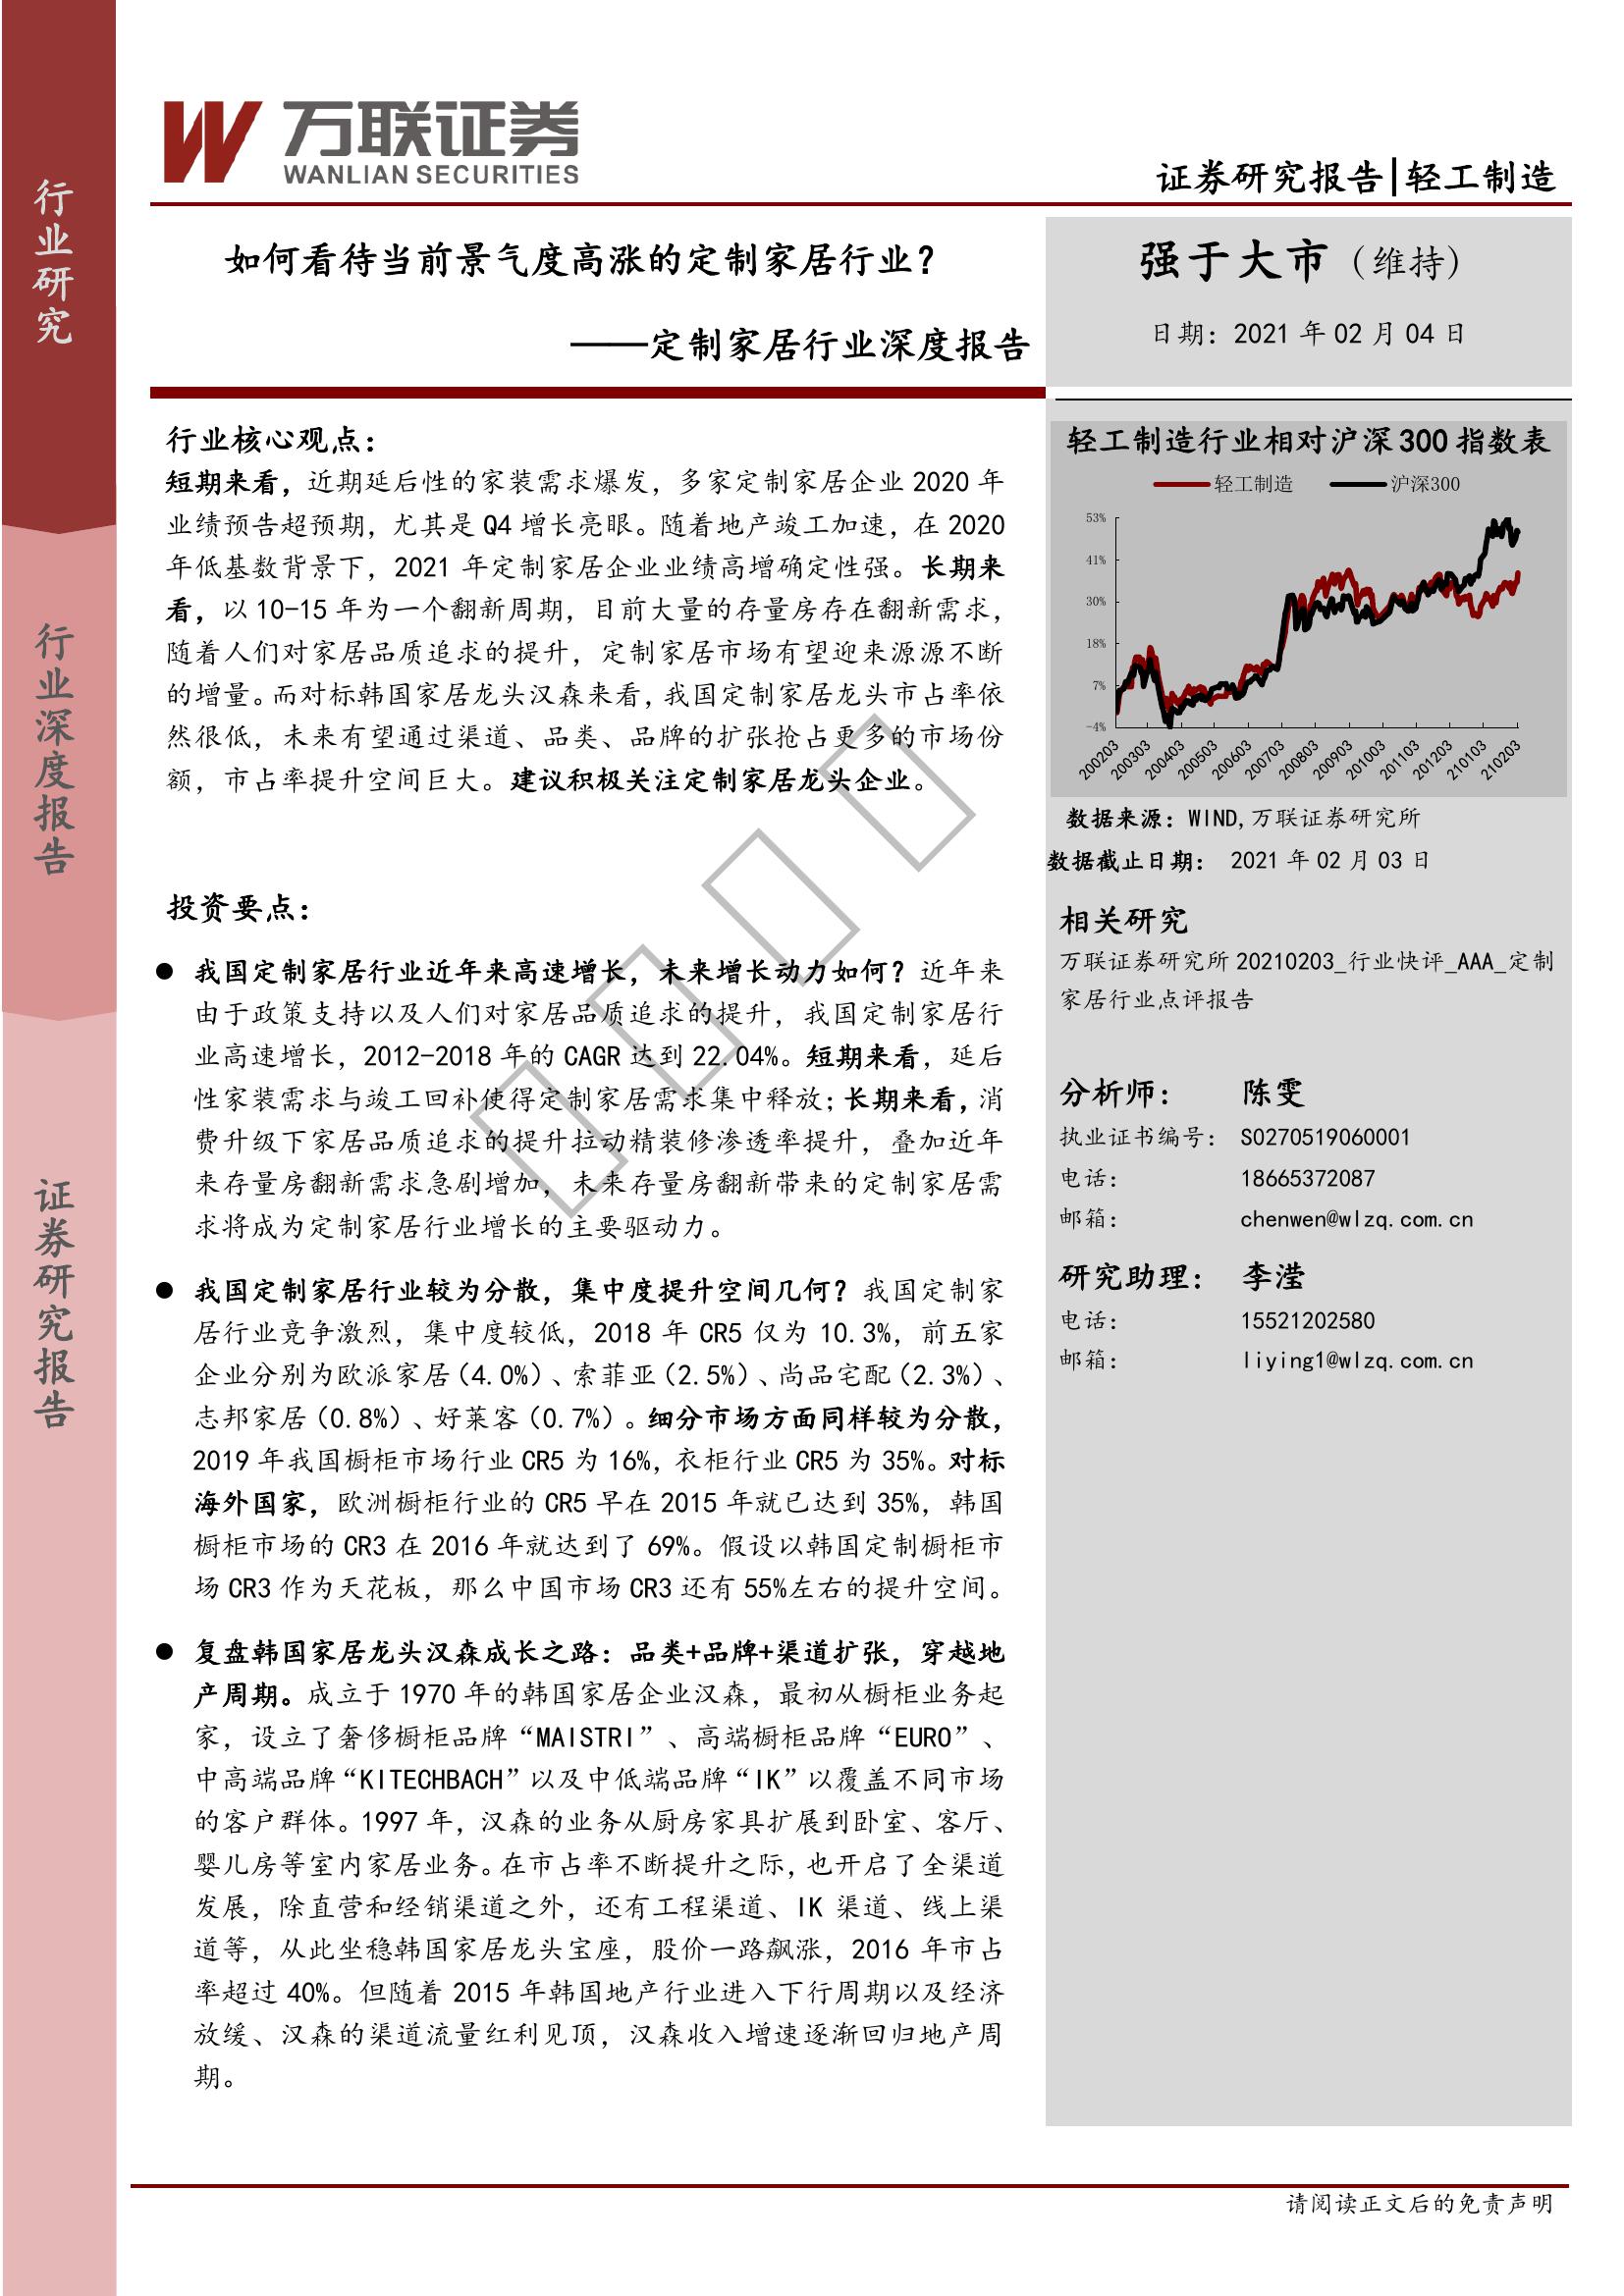 行业研究
行业深度报告
证券研究报告
万联证券
WANLIAN SECURITIES
证券研究报告|轻工制造
如何看待当前景气度高涨的定制家居行业？
——定制家居行业深度报告
强于大市（维持）
日期：2021 年 02 月 04 日
行业核心观点：
短期来看，近期延后性的家装需求爆发，多家定制家居企业 2020 年
业绩预告超预期，尤其是 Q4 增长亮眼。随着地产竣工加速，在 2020
年低基数背景下，2021 年定制家居企业业绩高增确定性强。长期来
看，以 10-15 年为一个翻新周期，目前大量的存量房存在翻新需求，
随着人们对家居品质追求的提升，定制家居市场有望迎来源源不断
的增量。而对标韩国家居龙头汉森来看，我国定制家居龙头市占率依
然很低，未来有望通过渠道、品类、品牌的扩张抢占更多的市场份
额，市占率提升空间巨大。建议积极关注定制家居龙头企业。
投资要点：
● 我国定制家居行业近年来高速增长，未来增长动力如何？近年来
由于政策支持以及人们对家居品质追求的提升，我国定制家居行
业高速增长，2012-2018 年的 CAGR 达到 22.04%。短期来看，延后
性家装需求与竣工回补使得定制家居需求集中释放；长期来看，消
费升级下家居品质追求的提升拉动精装修渗透率提升，叠加近年
来存量房翻新需求急剧增加，未来存量房翻新带来的定制家居需
求将成为定制家居行业增长的主要驱动力。
● 我国定制家居行业较为分散，集中度提升空间几何？我国定制家
居行业竞争激烈，集中度较低，2018 年 CR5 仅为 10.3%，前五家
企业分别为欧派家居（4.0%）、索菲亚（2.5%）、尚品宅配（2.3%）、
志邦家居（0.8%）、好莱客（0.7%）。细分市场方面同样较为分散，
2019 年我国橱柜市场行业 CR5 为 16%，衣柜行业 CR5 为 35%。对标
海外国家，欧洲橱柜行业的 CR5 早在 2015 年就已达到 35%，韩国
橱柜市场的 CR3 在 2016 年就达到了 69%。假设以韩国定制橱柜市
场 CR3 作为天花板，那么中国市场 CR3 还有 55%左右的提升空间。
● 复盘韩国家居龙头汉森成长之路：品类+品牌+渠道扩张，穿越地
产周期。成立于 1970 年的韩国家居企业汉森，最初从橱柜业务起
家，设立了奢侈橱柜品牌“MAISTRI”、高端橱柜品牌“EURO”、
中高端品牌“KITECHBACH”以及中低端品牌“IK”以覆盖不同市场
的客户群体。1997 年，汉森的业务从厨房家具扩展到卧室、客厅、
婴儿房等室内家居业务。在市占率不断提升之际，也开启了全渠道
发展，除直营和经销渠道之外，还有工程渠道、IK 渠道、线上渠
道等，从此坐稳韩国家居龙头宝座，股价一路飙涨，2016 年市占
率超过 40%。但随着 2015 年韩国地产行业进入下行周期以及经济
放缓、汉森的渠道流量红利见顶，汉森收入增速逐渐回归地产周
期。
轻工制造行业相对沪深 300 指数表
轻工制造 沪深300
53%
41%
30%
18%
7%
-4%
200203 200303 200403 200503 200603 200703 200803 200903 201003 201103 201203 210103 210203
数据来源：WIND,万联证券研究所
数据截止日期： 2021 年 02 月 03 日
相关研究
万联证券研究所 20210203_行业快评_AAA_定制
家居行业点评报告
分析师： 陈雯
执业证书编号： S0270519060001
电话： 18665372087
邮箱： chenwen@wlzq.com.cn
研究助理： 李滢
电话： 15521202580
邮箱： liying1@wlzq.com.cn
请阅读正文后的免责声明